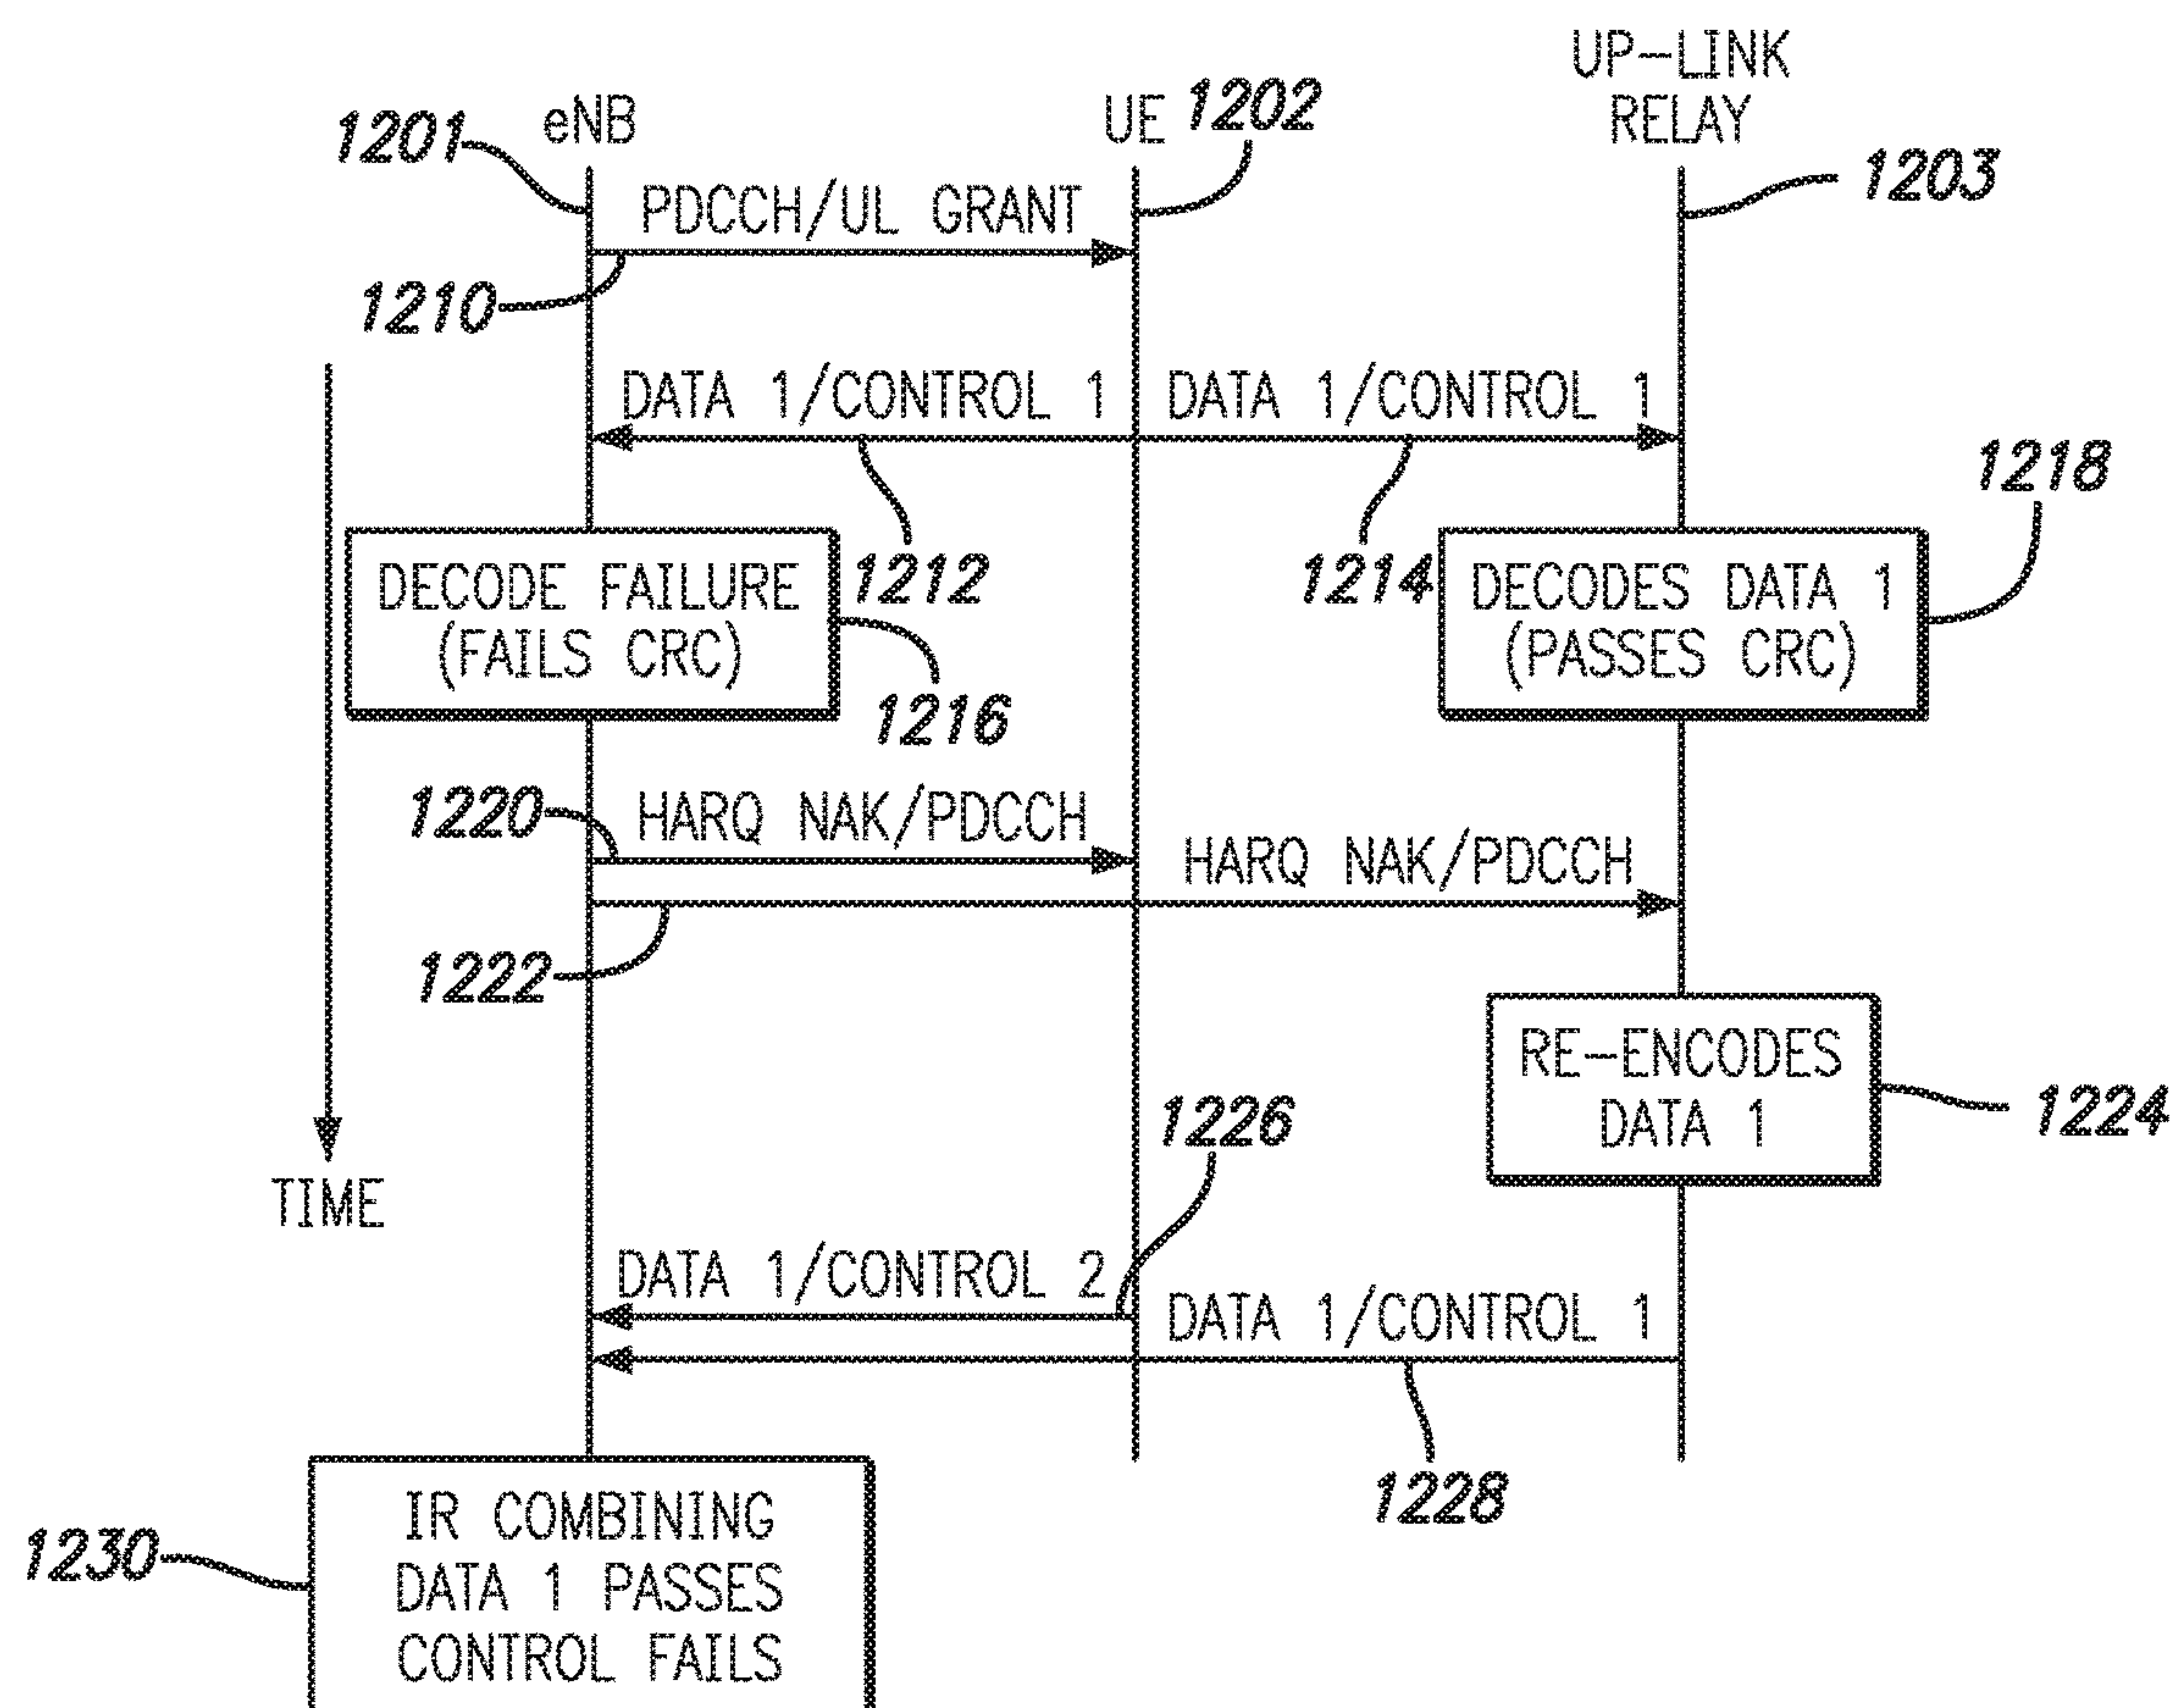 UP-LINK
RELAY
eNB
UE
1201
1202
1203
PDCCH/UL GRANT
1210
DATA 1/CONTROL 1
DATA 1/CONTROL 1
1212
1214
1218
DECODE FAILURE
(FAILS CRC)
DECODES DATA 1
(PASSES CRC)
1216
1220
HARQ NAK/PDCCH
HARQ NAK/PDCCH
1222
RE-ENCODES
DATA 1
1224
1226
TIME
DATA 1/CONTROL 2
DATA 1/CONTROL 1
1228
1230
IR COMBINING
DATA 1 PASSES
CONTROL FAILS